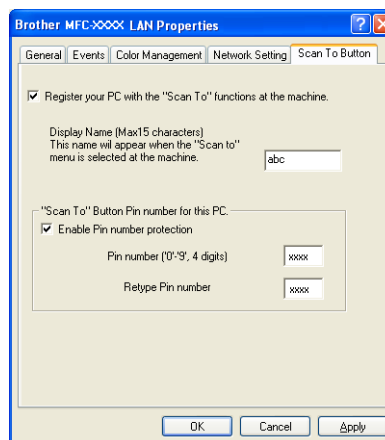 Brother MFC-XXXX LAN Properties
General Events Color Management Network Setting Scan To Button
Register your PC with the "Scan To" functions at the machine.
Display Name (Max15 characters)
This name wil appear when the "Scan to"
menu is selected at the machine.
abc
"Scan To" Button Pin number for this PC.
Enable Pin number protection
Pin number ('0'-'9', 4 digits)
xxxx
Retype Pin number
xxxx
OK Cancel Apply